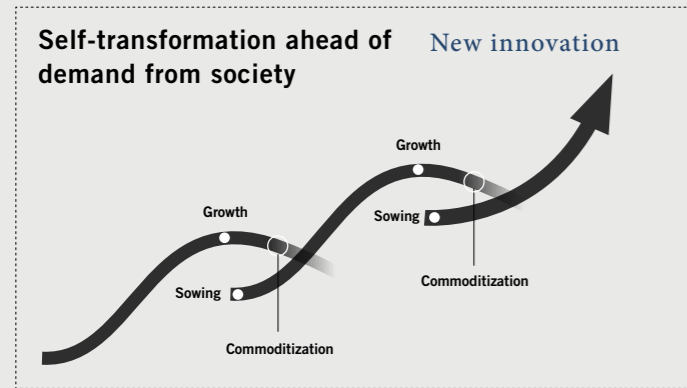 Self-transformation ahead of
demand from society
New innovation
Growth
Sowing
Growth
Sowing
Commoditization
Commoditization